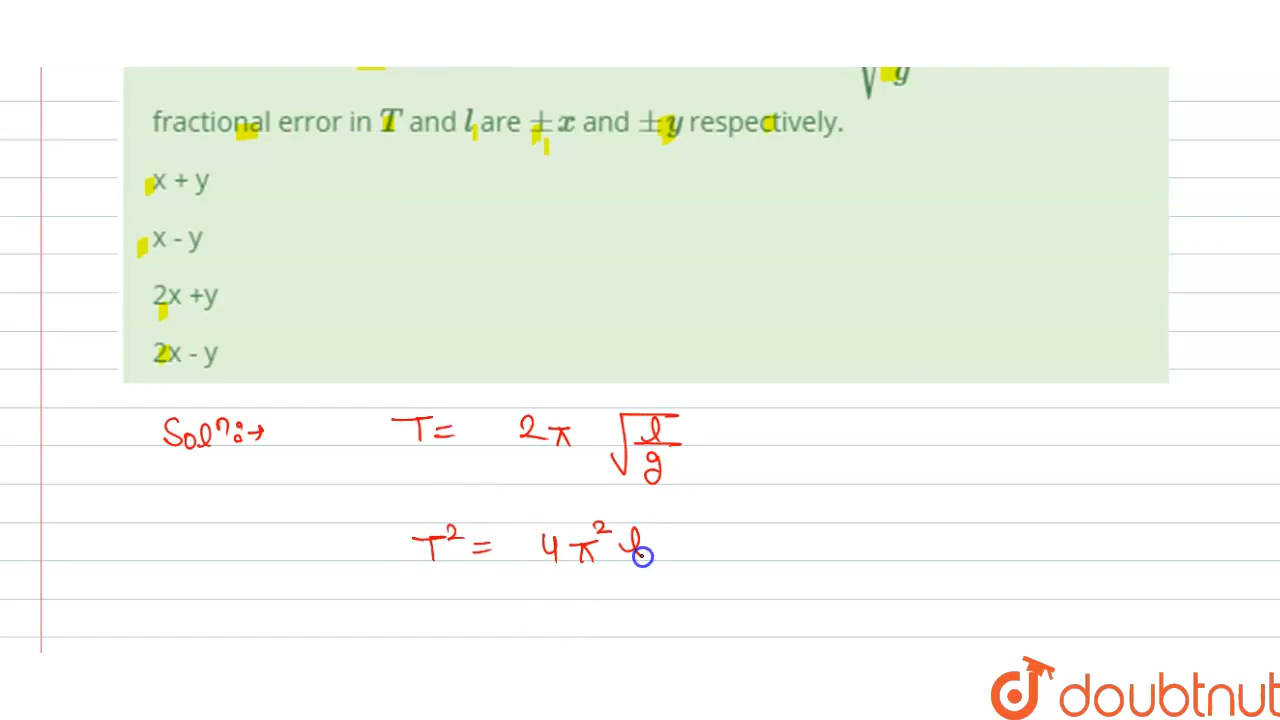 √ g
fractional error in T and l are ± x and ± y respectively.
x + y
x - y
2x +y
2x - y
Solⁿ:→ T = 2π √l/g
T² = 4π² l
doubtnut